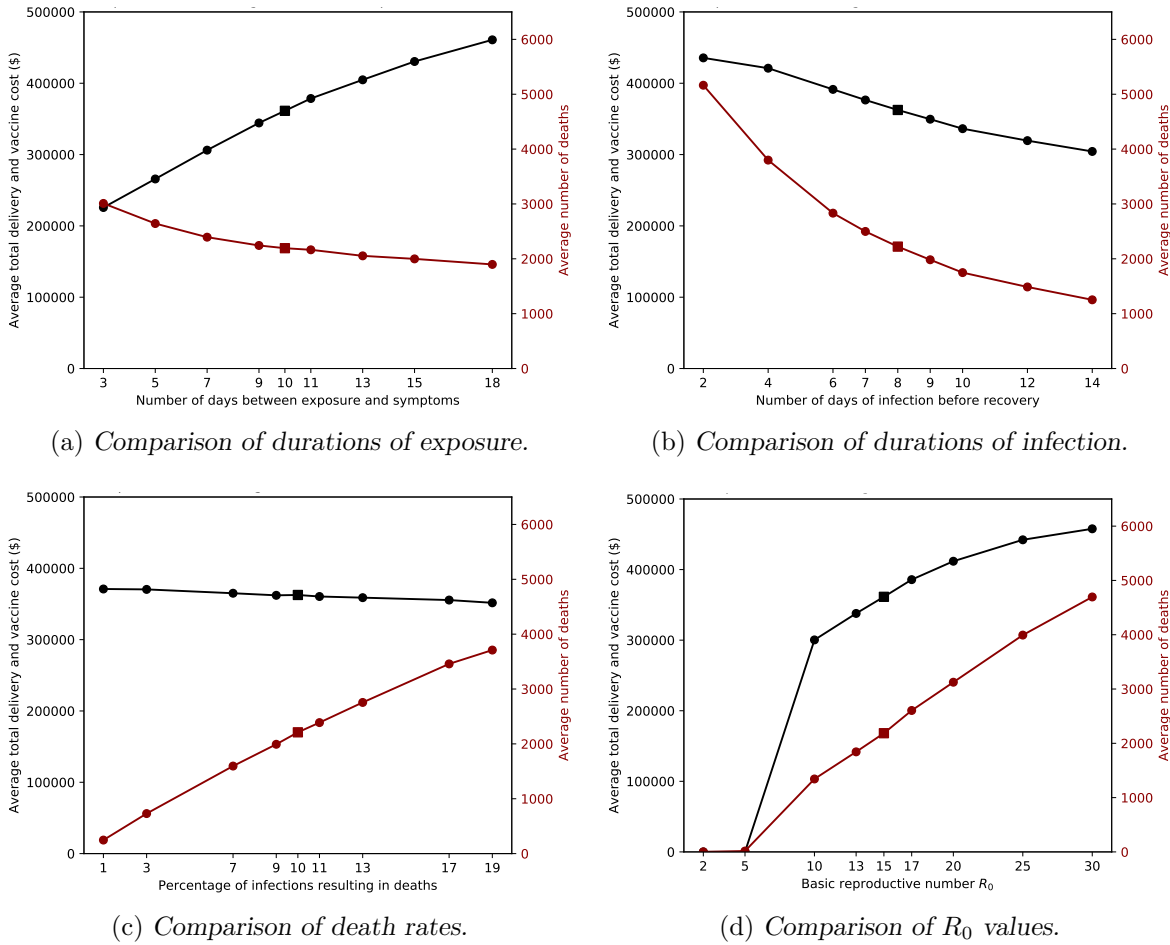 500000
400000
300000
200000
100000
0
Average total delivery and vaccine cost ($)
6000
5000
4000
3000
2000
1000
0
Average number of deaths
3 5 7 9 10 11 13 15 18
Number of days between exposure and symptoms
(a) Comparison of durations of exposure.
500000
400000
300000
200000
100000
0
Average total delivery and vaccine cost ($)
6000
5000
4000
3000
2000
1000
0
Average number of deaths
2 4 6 7 8 9 10 12 14
Number of days of infection before recovery
(b) Comparison of durations of infection.
500000
400000
300000
200000
100000
0
Average total delivery and vaccine cost ($)
6000
5000
4000
3000
2000
1000
0
Average number of deaths
1 3 7 9 10 11 13 17 19
Percentage of infections resulting in deaths
(c) Comparison of death rates.
500000
400000
300000
200000
100000
0
Average total delivery and vaccine cost ($)
6000
5000
4000
3000
2000
1000
0
Average number of deaths
2 5 10 13 15 17 20 25 30
Basic reproductive number R₀
(d) Comparison of R₀ values.